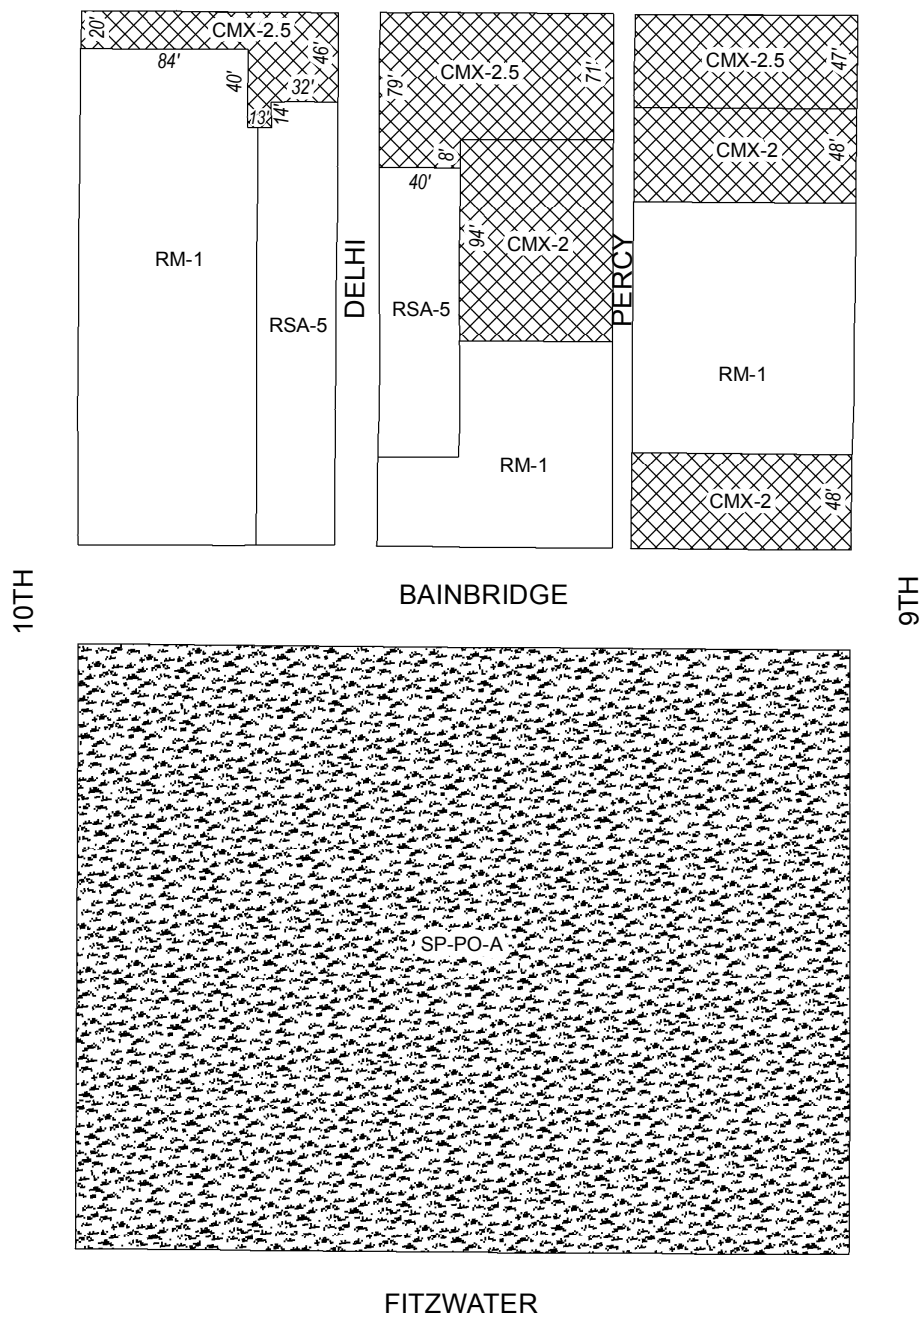 20'
CMX-2.5
46'
84'
40'
32'
13'
14'
RM-1
RSA-5
DELHI
CMX-2.5
79'
71'
8'
40'
94'
CMX-2
RSA-5
RM-1
PERCY
CMX-2.5
47'
CMX-2
48'
RM-1
CMX-2
48'
10TH
BAINBRIDGE
9TH
SP-PO-A
FITZWATER